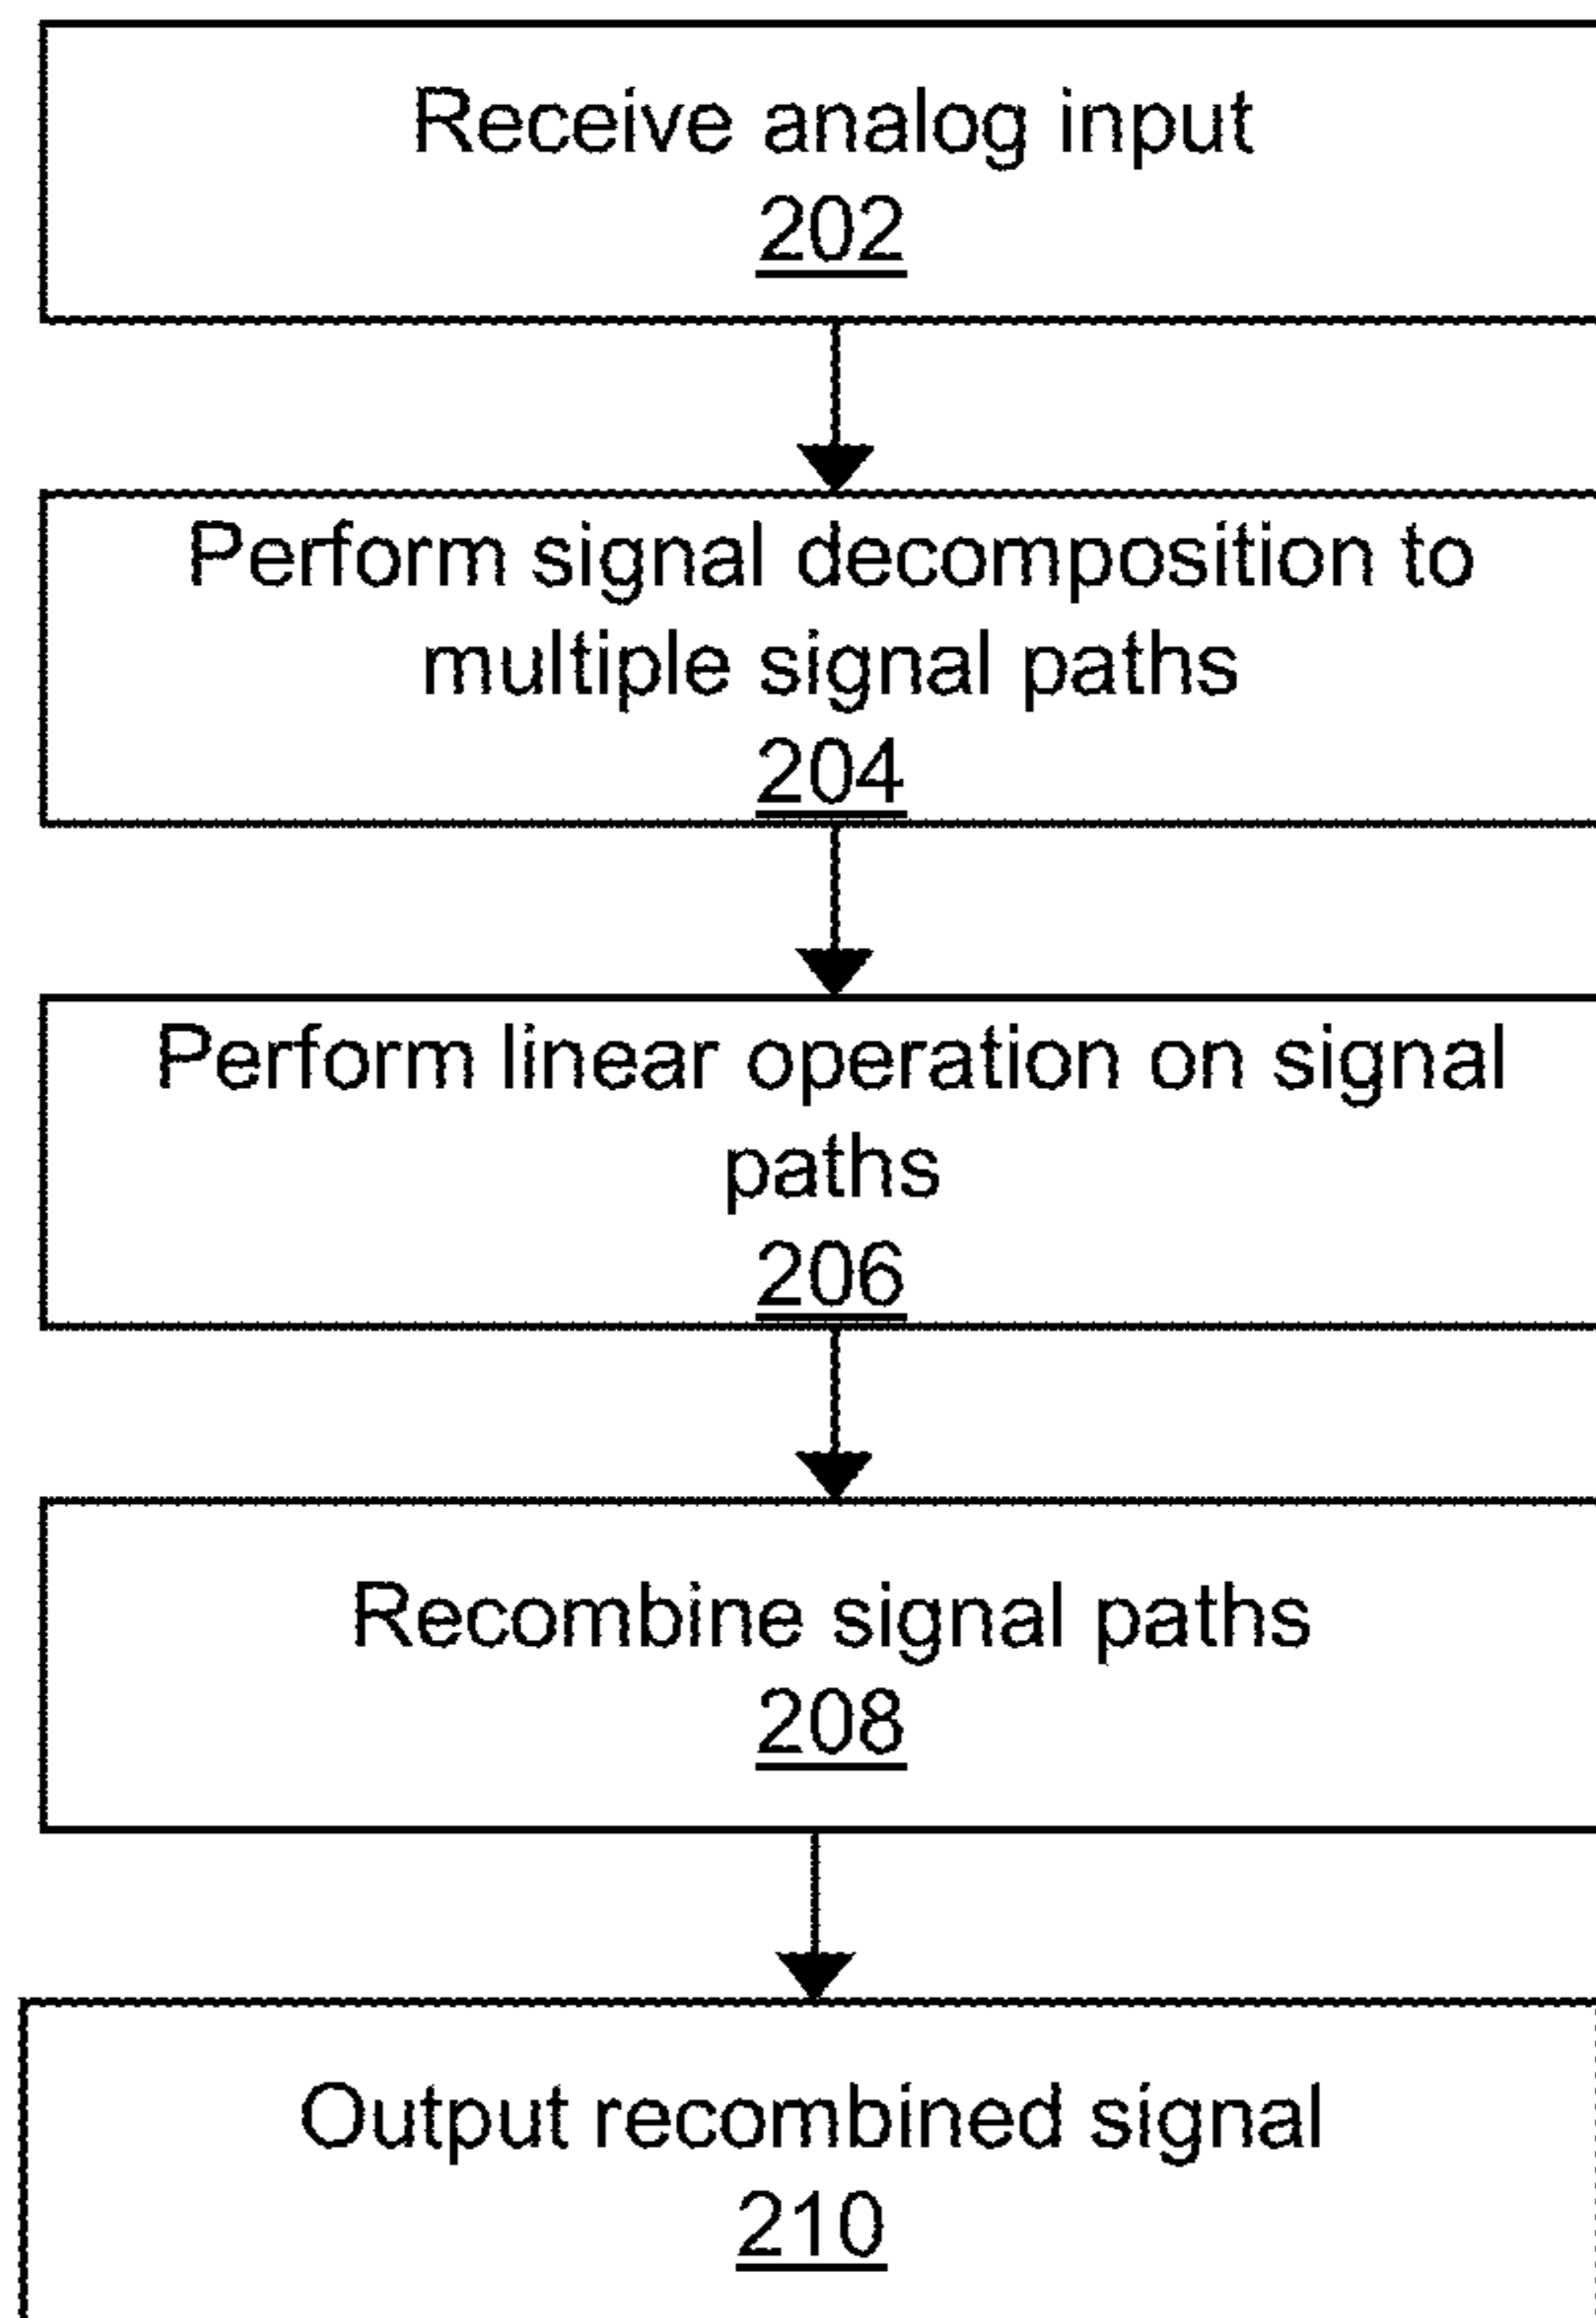 Receive analog input
202
Perform signal decomposition to
multiple signal paths
204
Perform linear operation on signal
paths
206
Recombine signal paths
208
Output recombined signal
210